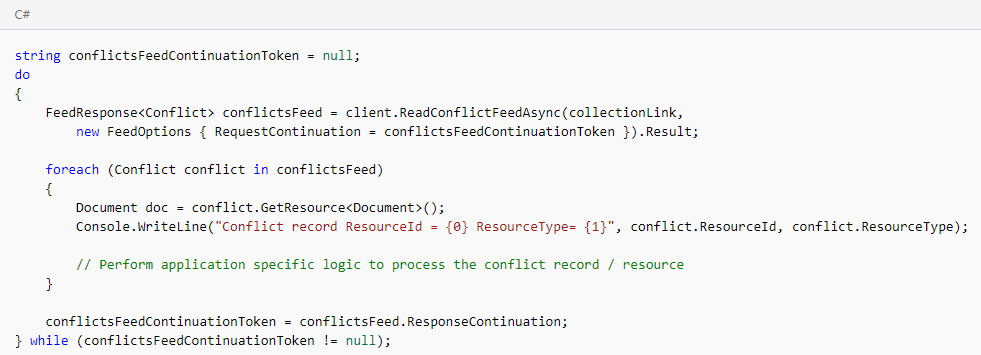 C#
string conflictsFeedContinuationToken = null;
do
{
    FeedResponse<Conflict> conflictsFeed = client.ReadConflictFeedAsync(collectionLink,
        new FeedOptions { RequestContinuation = conflictsFeedContinuationToken }).Result;

    foreach (Conflict conflict in conflictsFeed)
    {
        Document doc = conflict.GetResource<Document>();
        Console.WriteLine("Conflict record ResourceId = {0} ResourceType= {1}", conflict.ResourceId, conflict.ResourceType);

        // Perform application specific logic to process the conflict record / resource
    }

    conflictsFeedContinuationToken = conflictsFeed.ResponseContinuation;
} while (conflictsFeedContinuationToken != null);